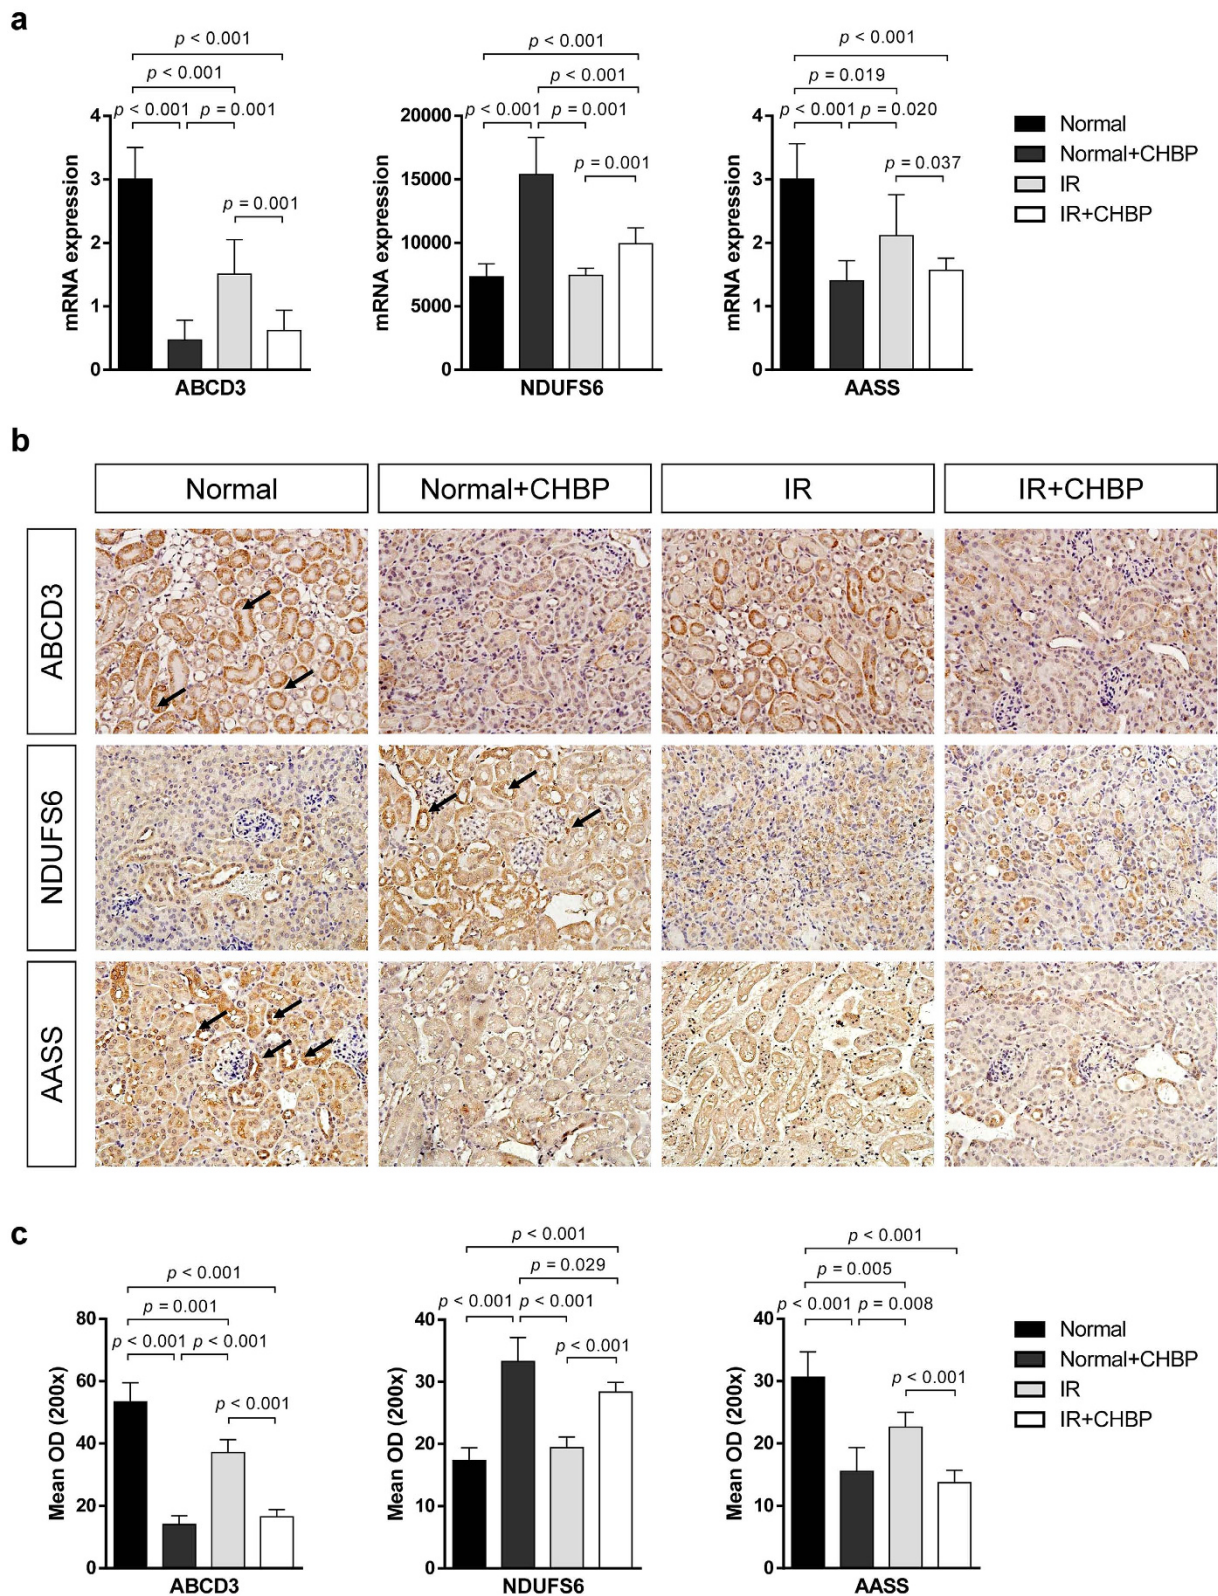 a
p < 0.001
p < 0.001
p < 0.001 p = 0.001
p = 0.001
4
3
2
1
0
mRNA expression
ABCD3
p < 0.001
p < 0.001
p < 0.001 p = 0.001
p = 0.001
20000
15000
10000
5000
0
mRNA expression
NDUFS6
p < 0.001
p = 0.019
p < 0.001 p = 0.020
p = 0.037
4
3
2
1
0
mRNA expression
AASS
Normal
Normal+CHBP
IR
IR+CHBP
b
Normal Normal+CHBP IR IR+CHBP
ABCD3
NDUFS6
AASS
c
p < 0.001
p = 0.001
p < 0.001 p < 0.001
p < 0.001
80
60
40
20
0
Mean OD (200x)
ABCD3
p < 0.001
p = 0.029
p < 0.001 p < 0.001
p < 0.001
40
30
20
10
0
Mean OD (200x)
NDUFS6
p < 0.001
p = 0.005
p < 0.001 p = 0.008
p < 0.001
40
30
20
10
0
Mean OD (200x)
AASS
Normal
Normal+CHBP
IR
IR+CHBP